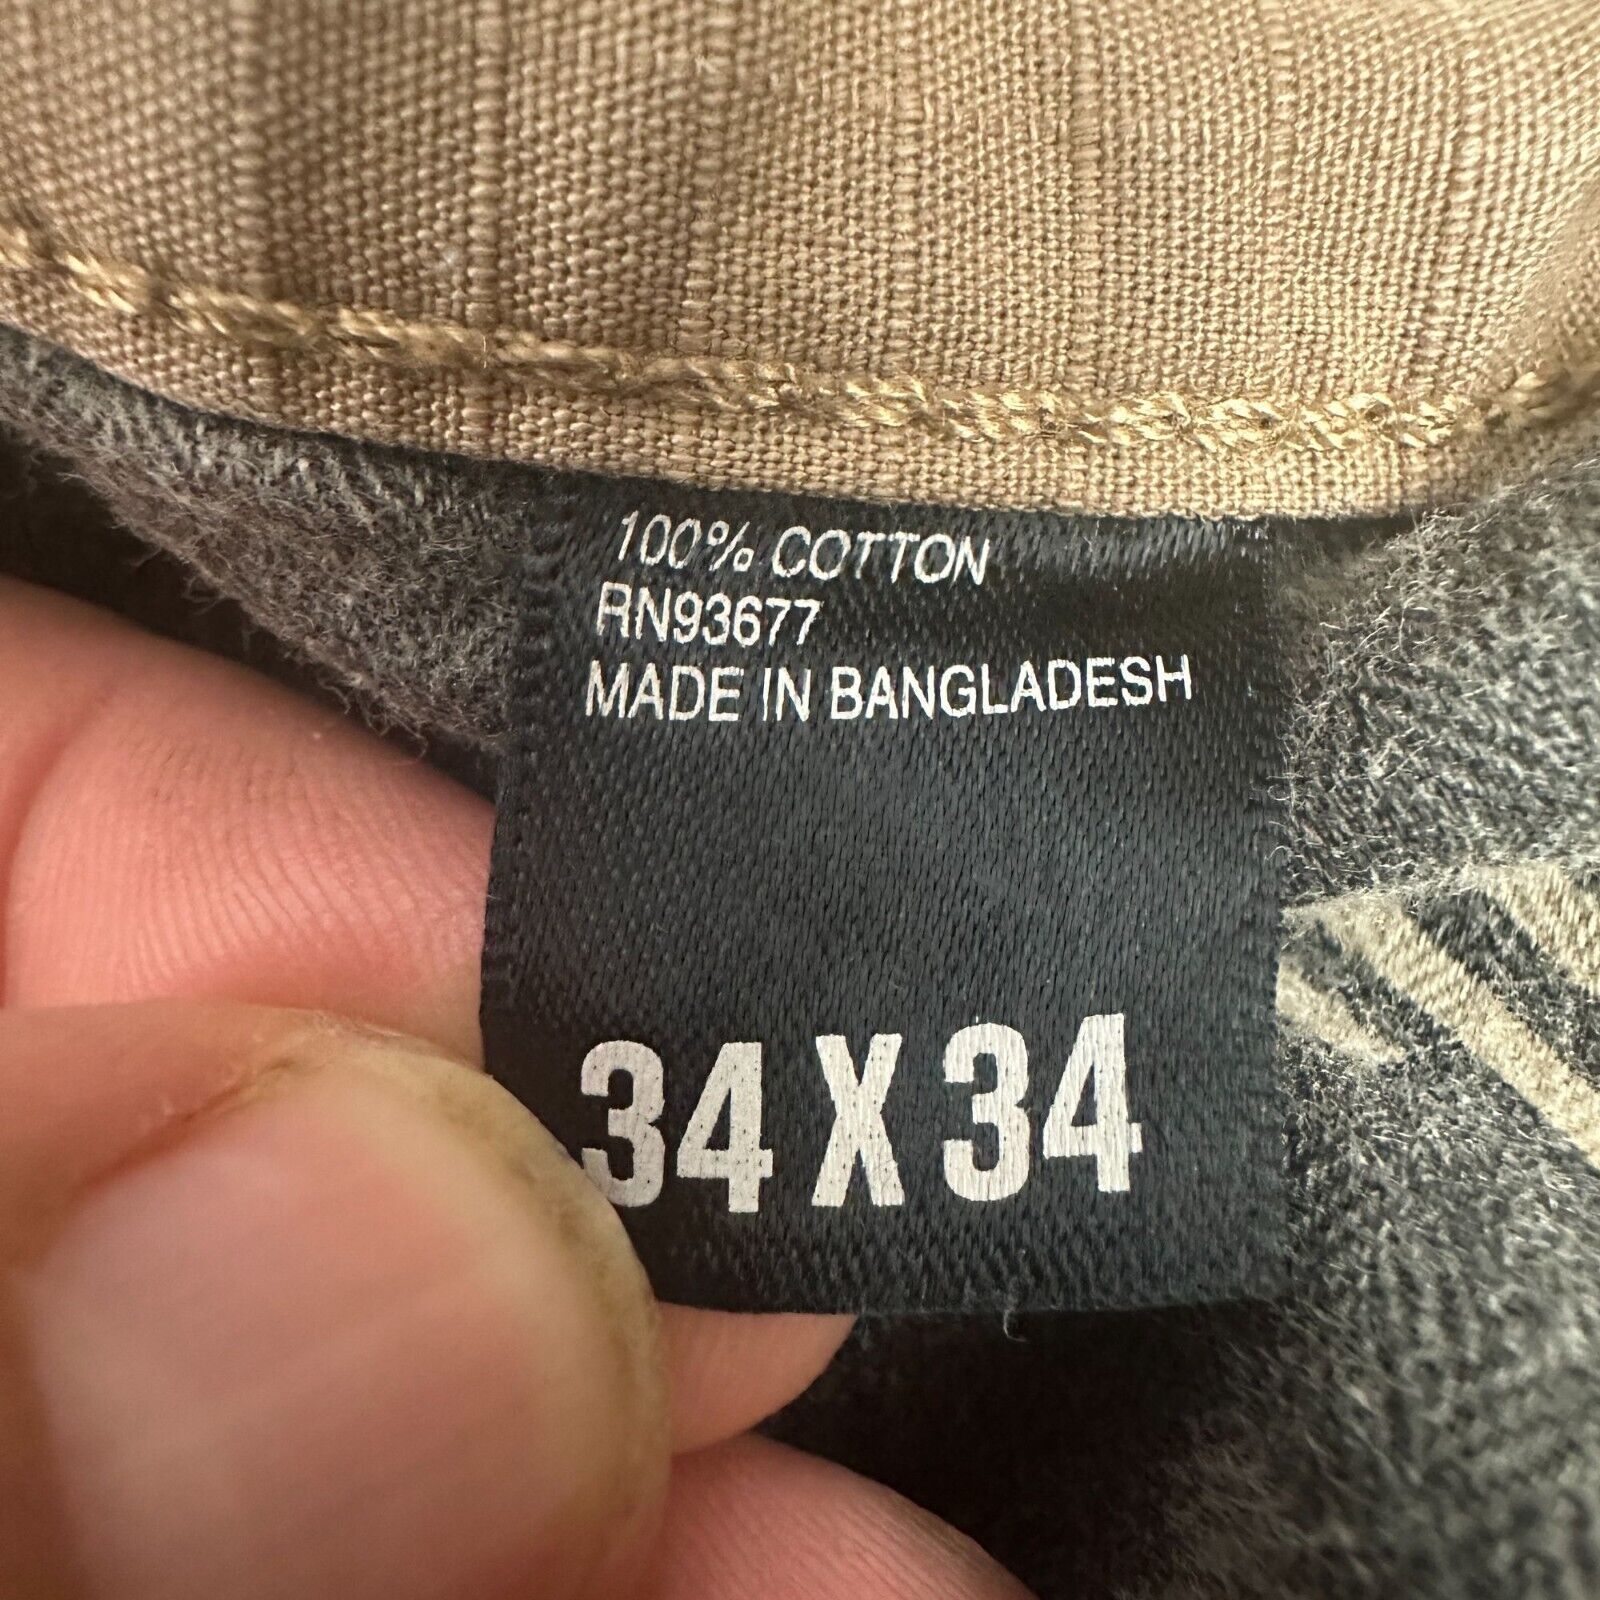 100% COTTON
RN93677
MADE IN BANGLADESH
34 X 34